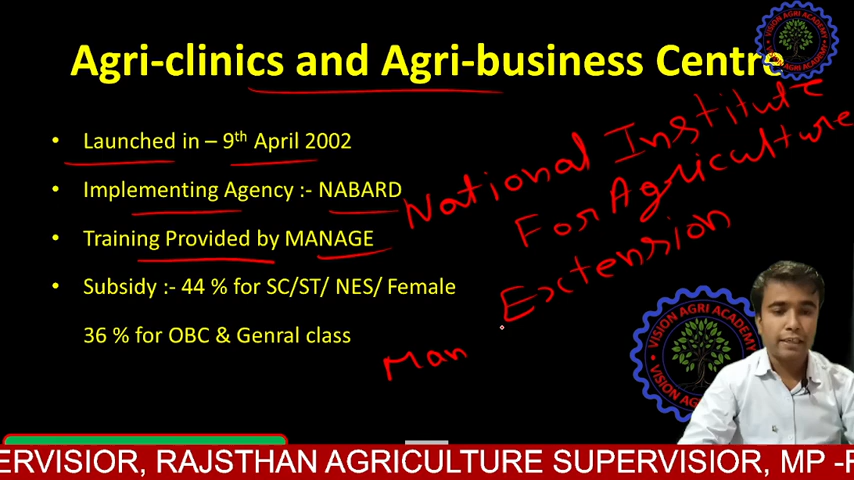 Agri-clinics and Agri-business Centre
• Launched in – 9th April 2002
• Implementing Agency :- NABARD
• Training Provided by MANAGE
• Subsidy :- 44 % for SC/ST/ NES/ Female
36 % for OBC & Genral class
National Institute
For Agriculture
Extension
Man
VISION AGRI ACADEMY
VISION AGRI ACADEMY
VISION AGRI
ERVISIOR, RAJSTHAN AGRICULTURE SUPERVISIOR, MP -F